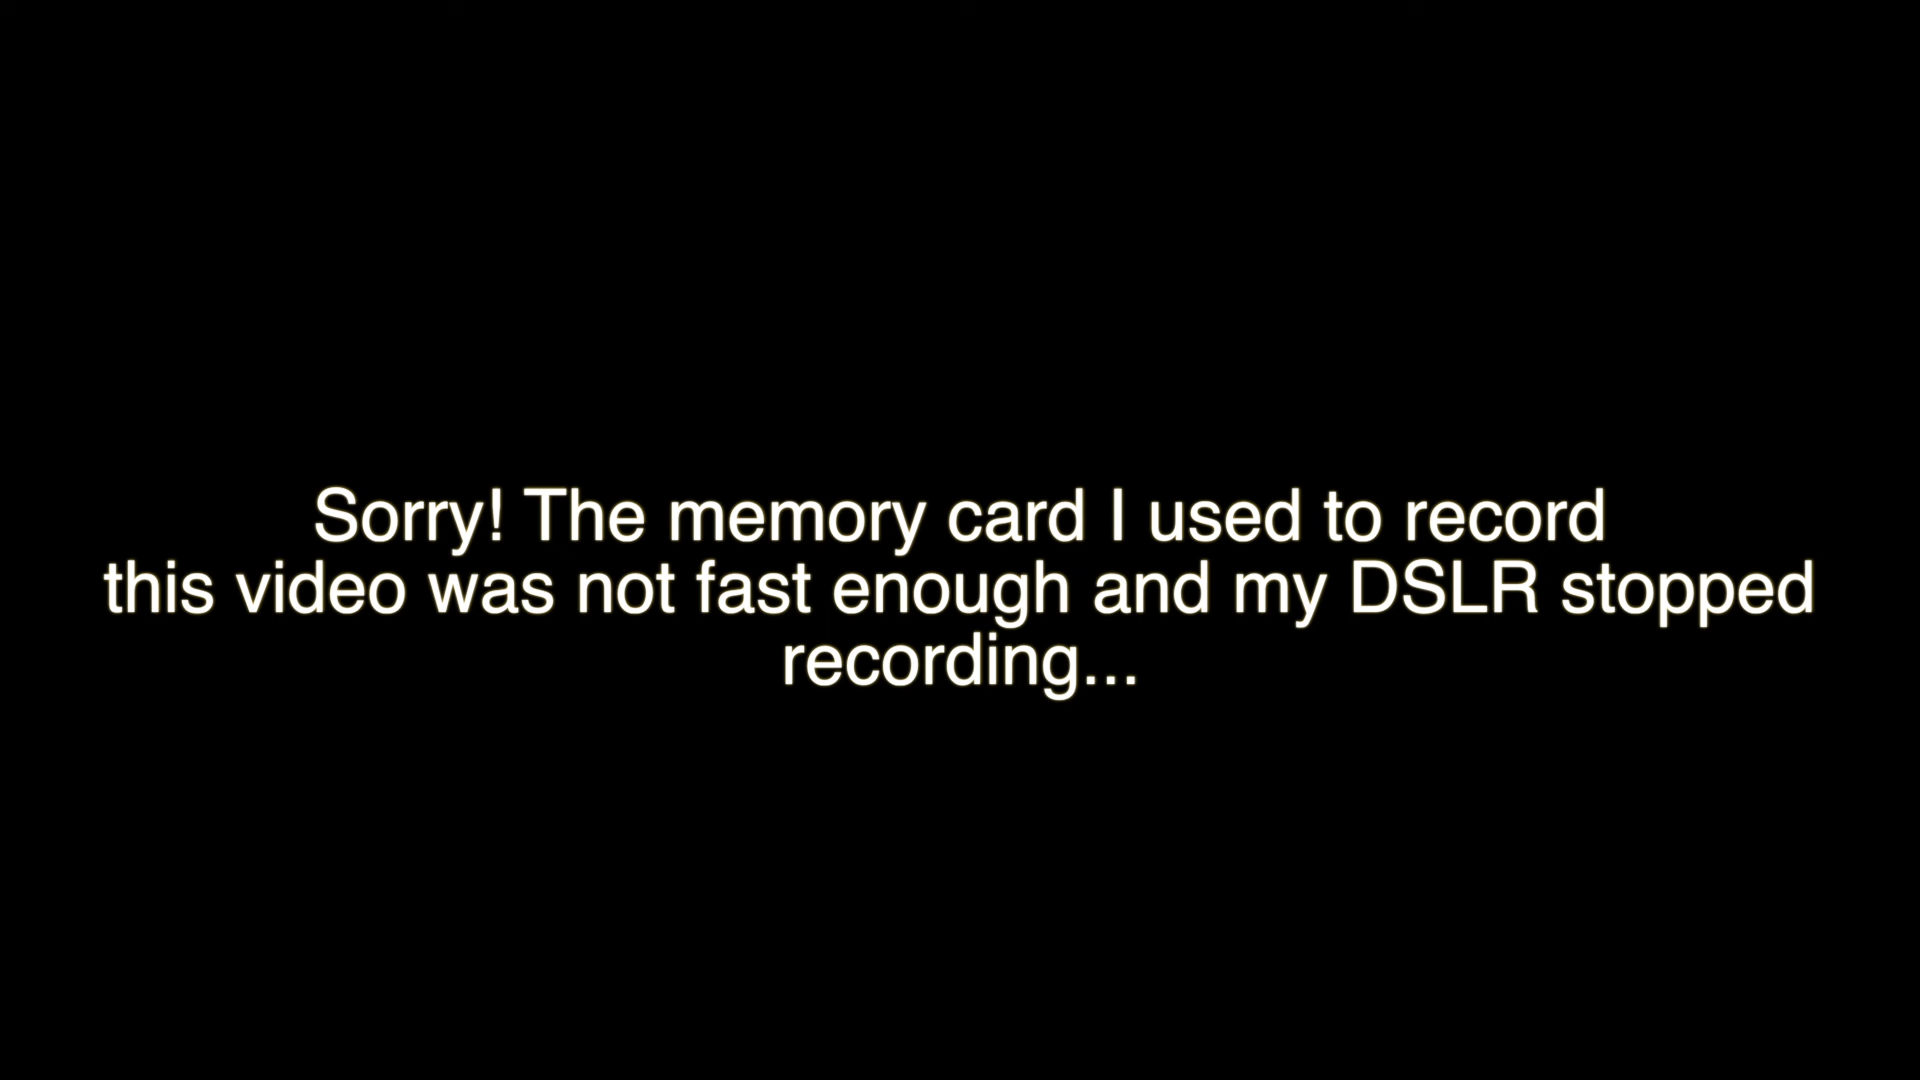 Sorry! The memory card I used to record
this video was not fast enough and my DSLR stopped
recording...